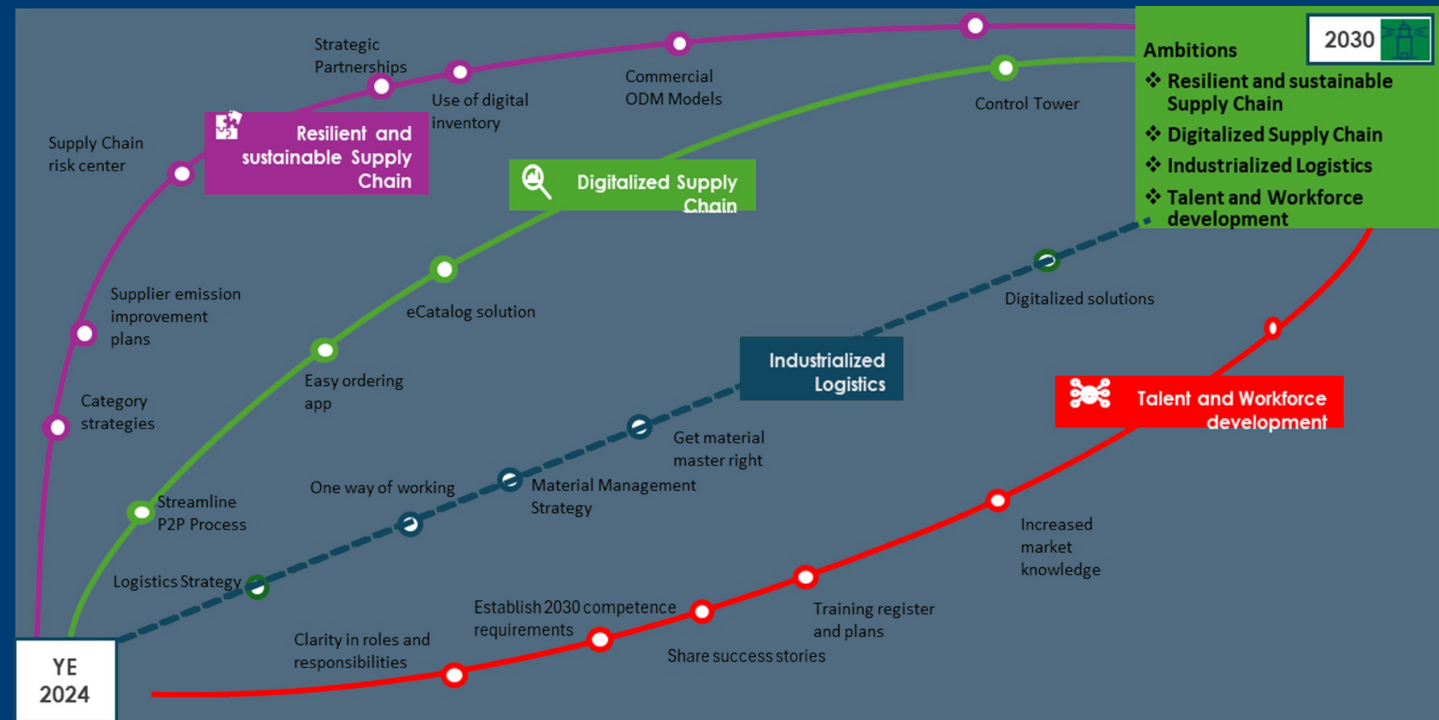 2030
Ambitions
❖ Resilient and sustainable
Supply Chain
❖ Digitalized Supply Chain
❖ Industrialized Logistics
❖ Talent and Workforce
development
Strategic
Partnerships
Use of digital
inventory
Commercial
ODM Models
Control Tower
Supply Chain
risk center
Resilient and
sustainable Supply
Chain
Digitalized Supply
Chain
Supplier emission
improvement
plans
eCatalog solution
Digitalized solutions
Easy ordering
app
Industrialized
Logistics
Category
strategies
Talent and Workforce
development
Get material
master right
One way of working
Material Management
Strategy
Streamline
P2P Process
Increased
market
knowledge
Logistics Strategy
Establish 2030 competence
requirements
Training register
and plans
Clarity in roles and
responsibilities
Share success stories
YE
2024